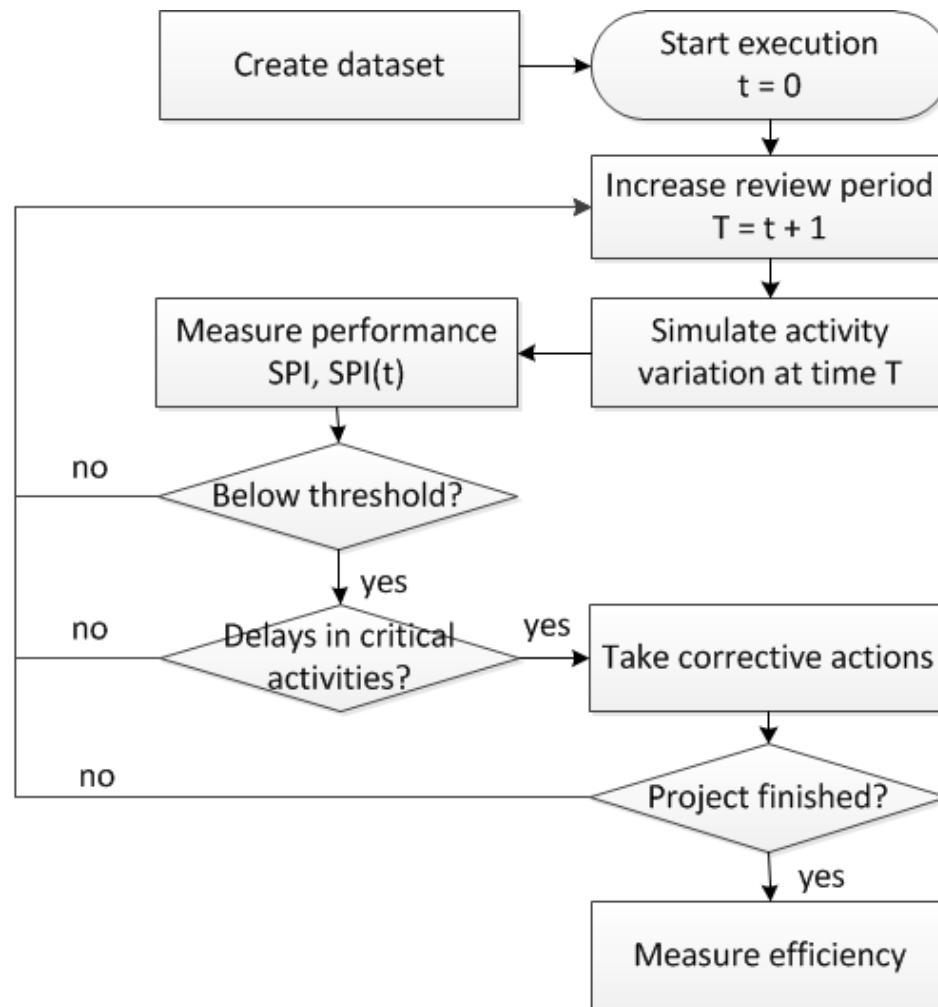 Create dataset
Start execution
t = 0
Increase review period
T = t + 1
Measure performance
SPI, SPI(t)
Simulate activity
variation at time T
no
Below threshold?
yes
no
Delays in critical
activities?
yes
Take corrective actions
no
Project finished?
yes
Measure efficiency